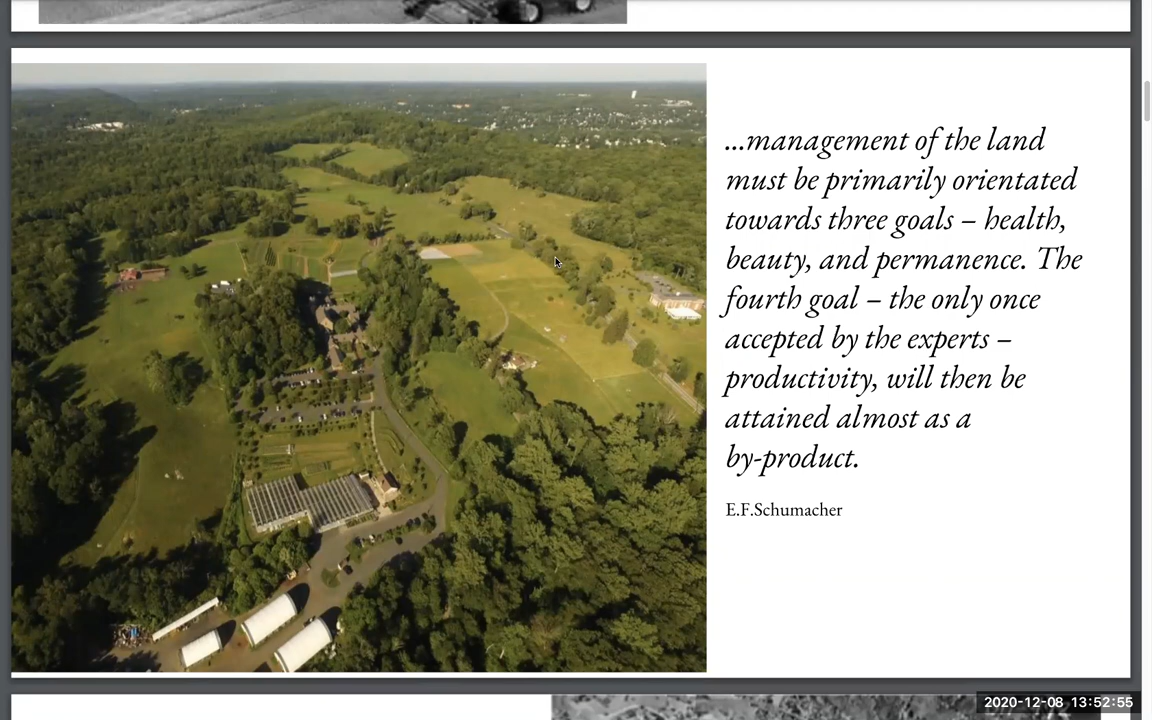 ...management of the land
must be primarily orientated
towards three goals – health,
beauty, and permanence. The
fourth goal – the only once
accepted by the experts –
productivity, will then be
attained almost as a
by-product.
E.F.Schumacher
2020-12-08 13:52:55